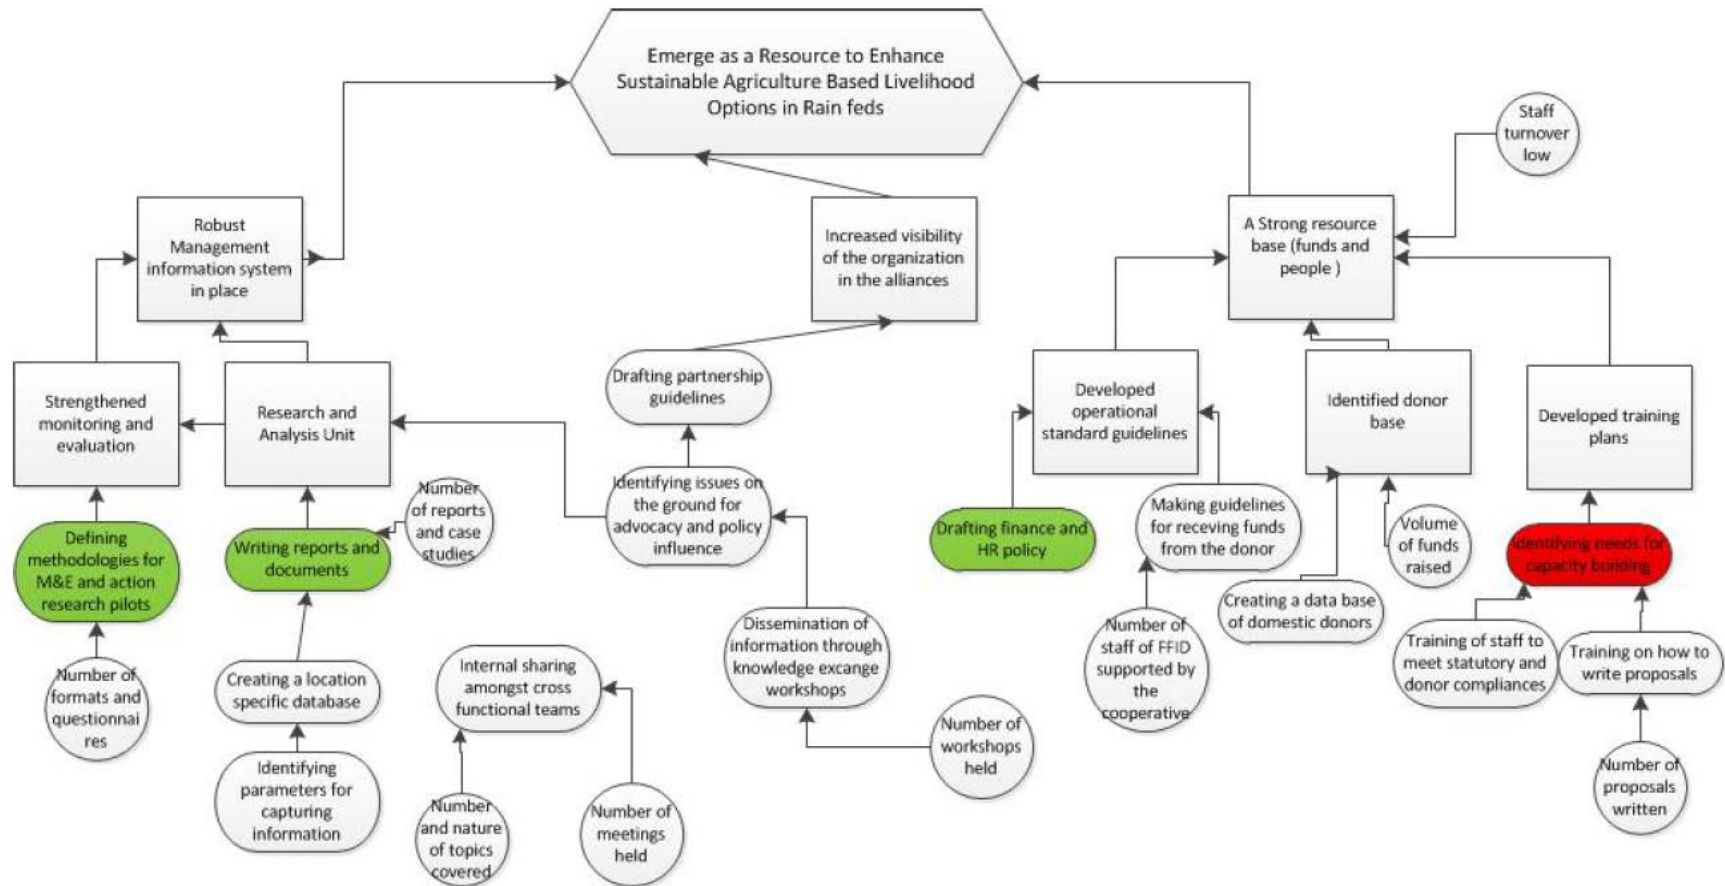 Emerge as a Resource to Enhance
Sustainable Agriculture Based Livelihood
Options in Rain feds
Staff
turnover
low
Robust
Management
information system
in place
Increased visibility
of the organization
in the alliances
A Strong resource
base (funds and
people )
Strengthened
monitoring and
evaluation
Research and
Analysis Unit
Drafting partnership
guidelines
Developed
operational
standard guidelines
Identified donor
base
Developed training
plans
Defining
methodologies for
M&E and action
research pilots
Writing reports and
documents
Number
of reports
and case
studies
Identifying issues on
the ground for
advocacy and policy
influence
Drafting finance and
HR policy
Making guidelines
for receving funds
from the donor
Volume
of funds
raised
Identifying needs for
capacity building
Number of
formats and
questionnai
res
Creating a location
specific database
Internal sharing
amongst cross
functional teams
Dissemination of
information through
knowledge excange
workshops
Number of
staff of FFID
supported by
the
cooperative
Creating a data base
of domestic donors
Training of staff to
meet statutory and
donor compliances
Training on how to
write proposals
Identifying
parameters for
capturing
information
Number
and nature
of topics
covered
Number of
meetings
held
Number of
workshops
held
Number of
proposals
written